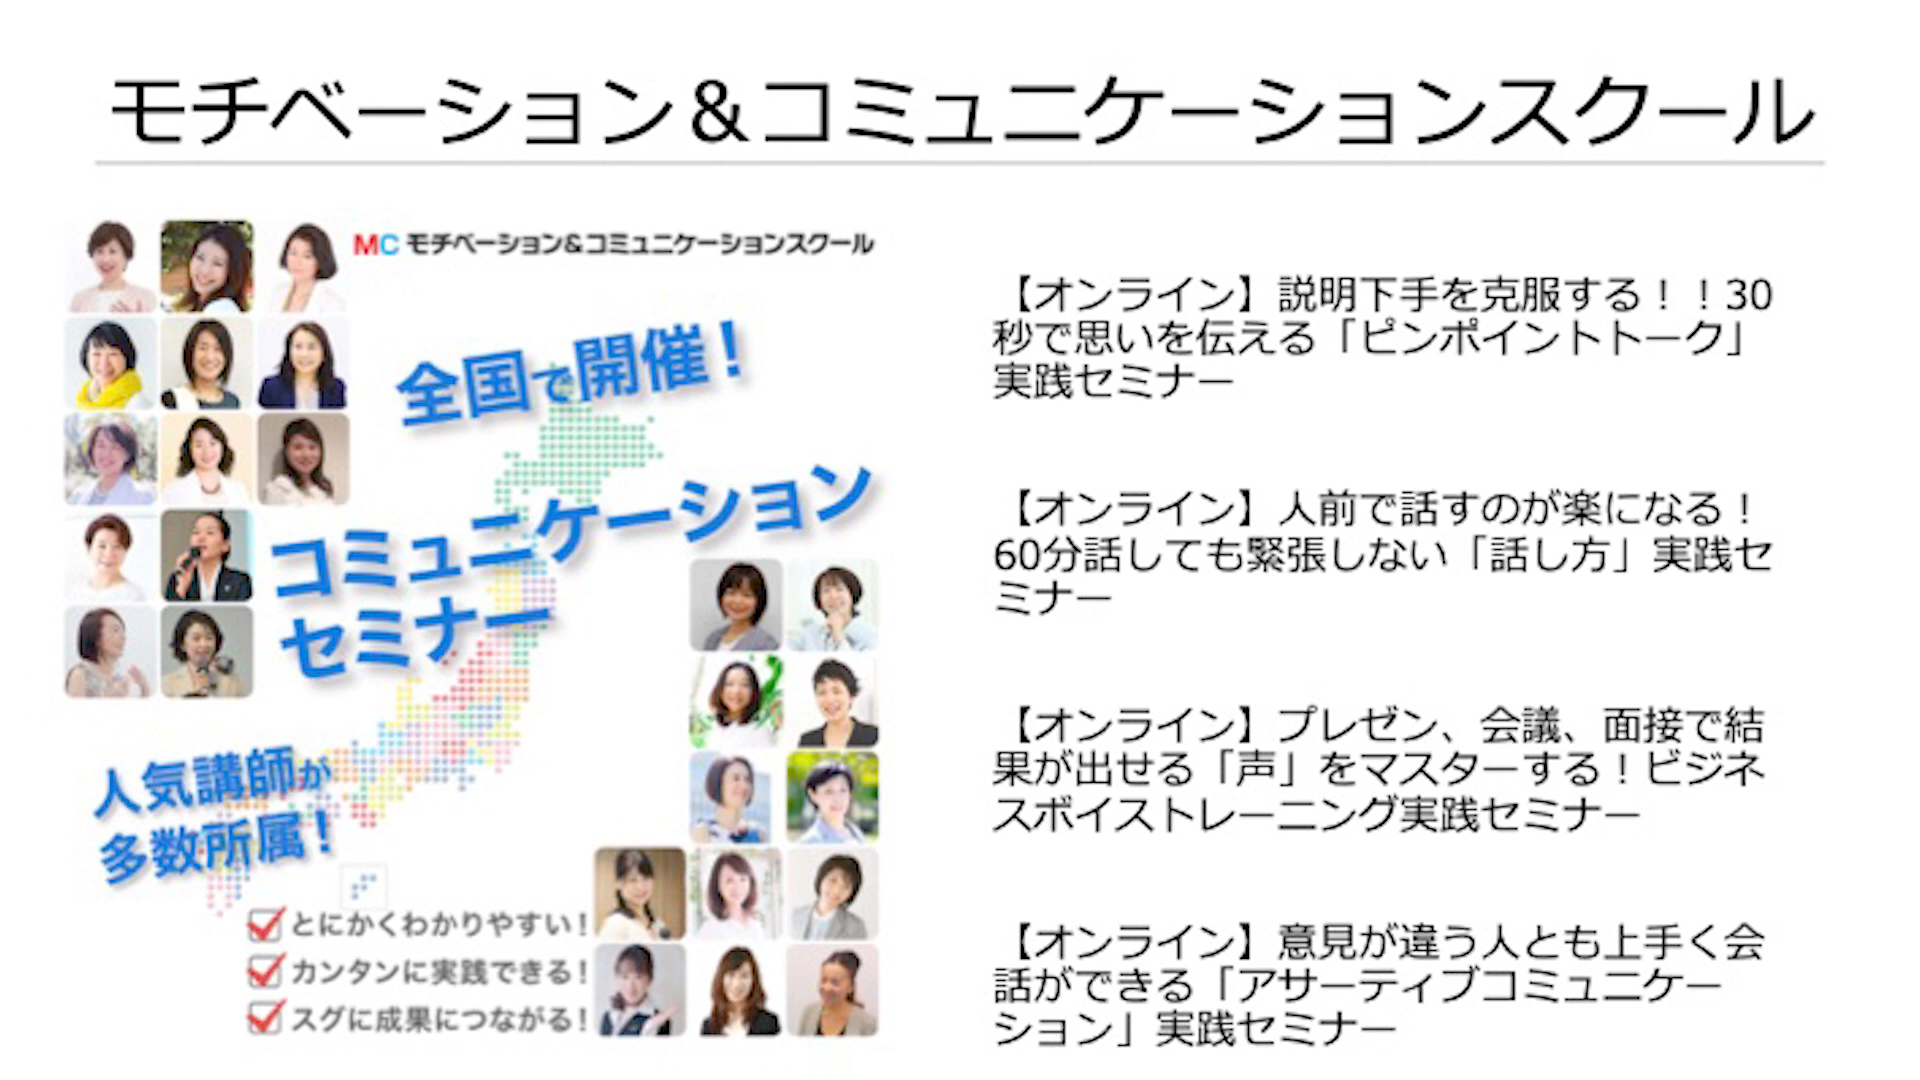 モチベーション&コミュニケーションスクール
MC モチベーション&コミュニケーションスクール
全国で開催!
コミュニケーション
セミナー
人気講師が
多数所属!
とにかくわかりやすい!
カンタンに実践できる!
スグに成果につながる!
【オンライン】説明下手を克服する!!30
秒で思いを伝える「ピンポイントトーク」
実践セミナー
【オンライン】人前で話すのが楽になる!
60分話しても緊張しない「話し方」実践セ
ミナー
【オンライン】プレゼン、会議、面接で結
果が出せる「声」をマスターする!ビジネ
スボイストレーニング実践セミナー
【オンライン】意見が違う人とも上手く会
話ができる「アサーティブコミュニケー
ション」実践セミナー